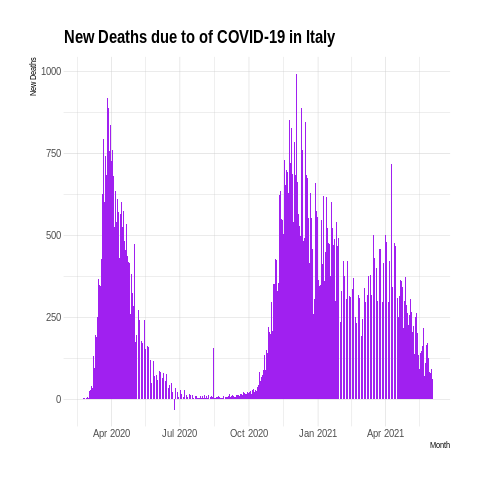 New Deaths due to of COVID-19 in Italy
New Deaths
1000
750
500
250
0
Apr 2020 Jul 2020 Oct 2020 Jan 2021 Apr 2021
Month